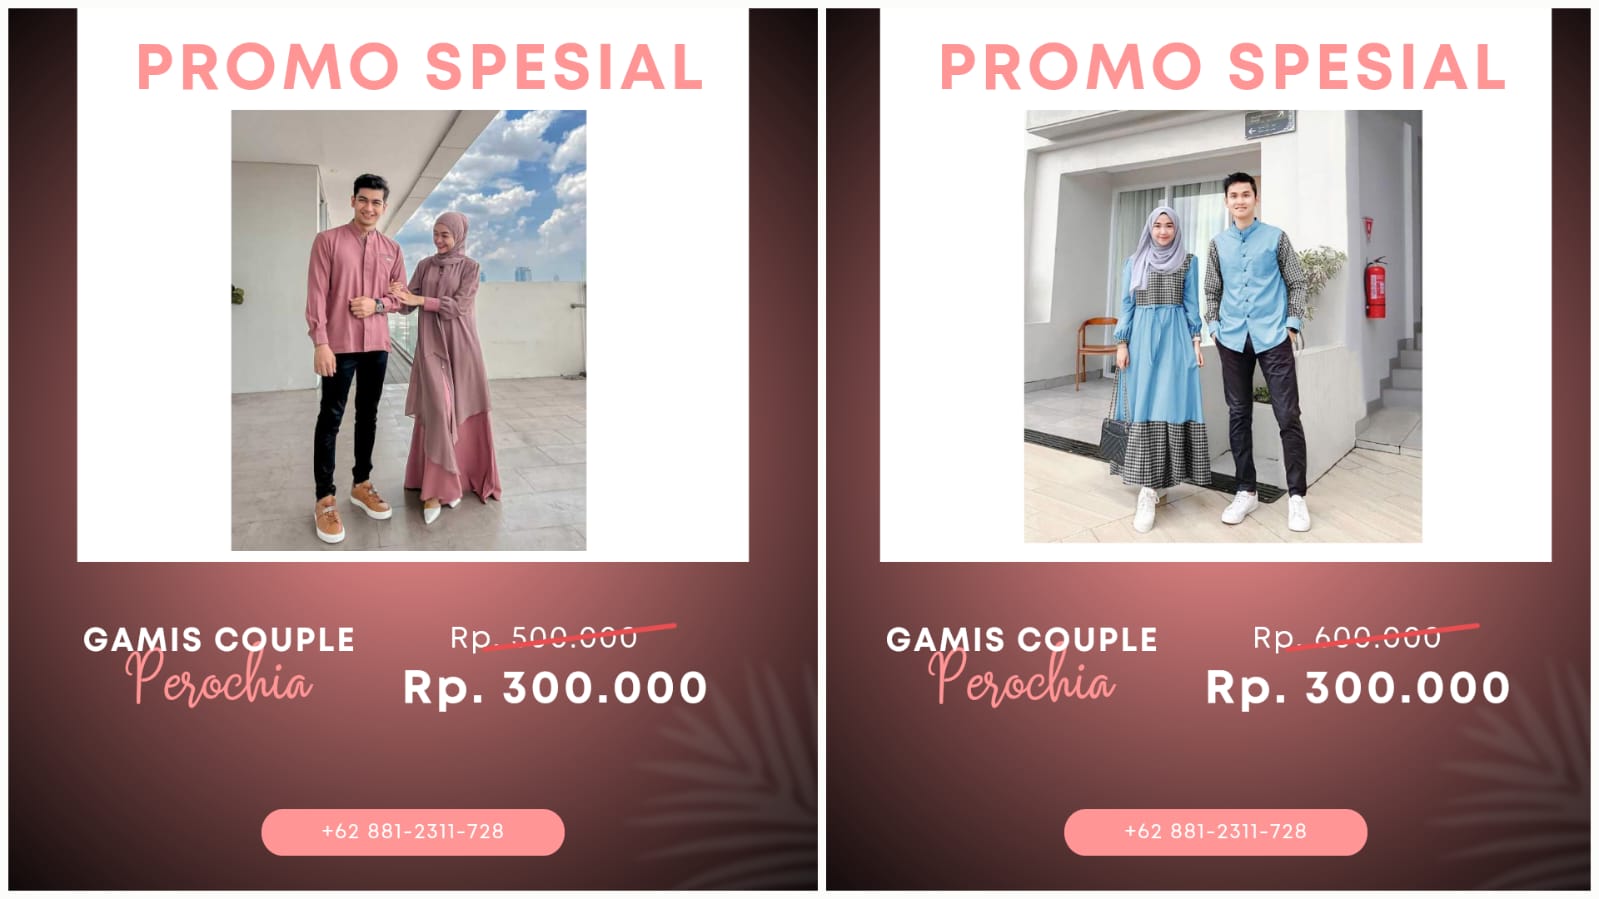 PROMO SPESIAL
GAMIS COUPLE
Perochia
Rp. 500.000
Rp. 300.000
+62 881-2311-728
PROMO SPESIAL
GAMIS COUPLE
Perochia
Rp. 600.000
Rp. 300.000
+62 881-2311-728